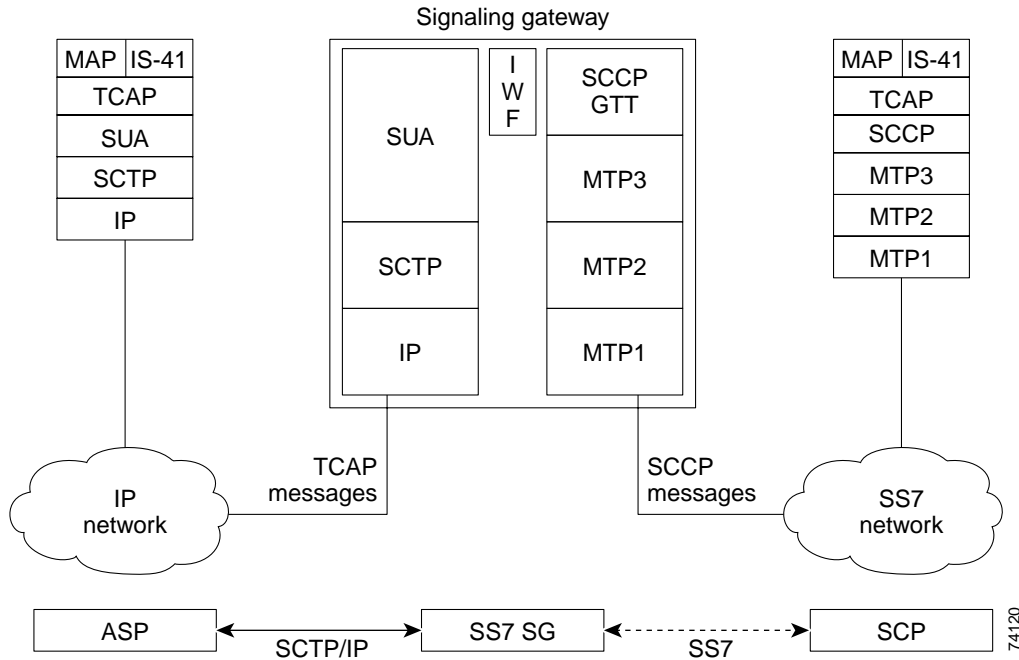 Signaling gateway
MAP IS-41
TCAP
SUA
SCTP
IP
SUA
SCTP
IP
I
W
F
SCCP
GTT
MTP3
MTP2
MTP1
MAP IS-41
TCAP
SCCP
MTP3
MTP2
MTP1
IP
network
TCAP
messages
SCCP
messages
SS7
network
ASP
SCTP/IP
SS7 SG
SS7
SCP
74120